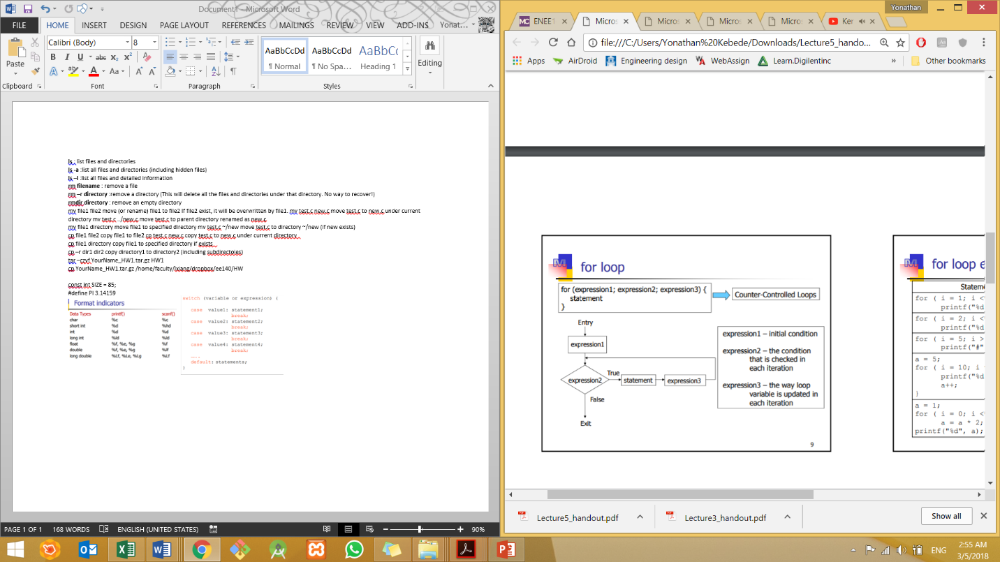 Document1 - Microsoft Word
FILE HOME INSERT DESIGN PAGE LAYOUT REFERENCES MAILINGS REVIEW VIEW ADD-INS Yonat...
Calibri (Body) 8
Paste
B I U abc X₂ X²
A aby A Aa A A
AaBbCcDd AaBbCcDd AaBbCc
¶ Normal ¶ No Spa... Heading 1
Editing
Clipboard Font Paragraph Styles
ls : list files and directories
ls -a :list all files and directories (including hidden files)
ls –l :list all files and detailed information
rm filename : remove a file
rm –r directory :remove a directory (This will delete all the files and directories under that directory. No way to recover!)
rmdir directory : remove an empty directory
mv file1 file2 move (or rename) file1 to file2 If file2 exist, it will be overwritten by file1. mv test.c new.c move test.c to new.c under current
directory mv test.c ../new.c move test.c to parent directory renamed as new.c
mv file1 directory move file1 to specified directory mv test.c ~/new move test.c to directory ~/new (if new exists)
cp file1 file2 copy file1 to file2 cp test.c new.c copy test.c to new.c under current directory
cp file1 directory copy file1 to specified directory if exists
cp –r dir1 dir2 copy directory1 to directory2 (including subdirectoies)
tar –czvf YourName_HW1.tar.gz HW1
cp YourName_HW1.tar.gz /home/faculty/lxiang/dropbox/ee140/HW
const int SIZE = 85;
#define PI 3.14159
Format indicators
Data Types printf() scanf()
char %c %c
short int %d %hd
int %d %d
long int %ld %ld
float %f, %e, %g %f
double %f, %e, %g %lf
long double %Lf, %Le, %Lg %Lf
switch (variable or expression) {
case value1: statement1;
break;
case value2: statement2;
break;
case value3: statement3;
break;
case value4: statement4;
break;
....
default: statements;
}
PAGE 1 OF 1 168 WORDS ENGLISH (UNITED STATES) 90%
Yonathan
MC ENEE1 Micros Micros Micros Micros Ker
file:///C:/Users/Yonathan%20Kebede/Downloads/Lecture5_hando...
Apps AirDroid Engineering design WebAssign Learn.Digilentinc » Other bookmarks
for loop
for (expression1; expression2; expression3) {
statement
}
Counter-Controlled Loops
Entry
expression1
expression2
True
statement
expression3
False
Exit
expression1 – initial condition
expression2 – the condition
that is checked in
each iteration
expression3 – the way loop
variable is updated in
each iteration
9
for loop e
Statem
for ( i = 1; i <
printf("%d
for ( i = 2; i <
printf("%d
for ( i = 5; i >
printf("#"
a = 5;
for ( i = 10; i
printf("%d
a++;
}
a = 1;
for ( i = 0; i <
a = a * 2;
printf("%d", a);
Lecture5_handout.pdf Lecture3_handout.pdf Show all
ENG
2:55 AM
3/5/2018